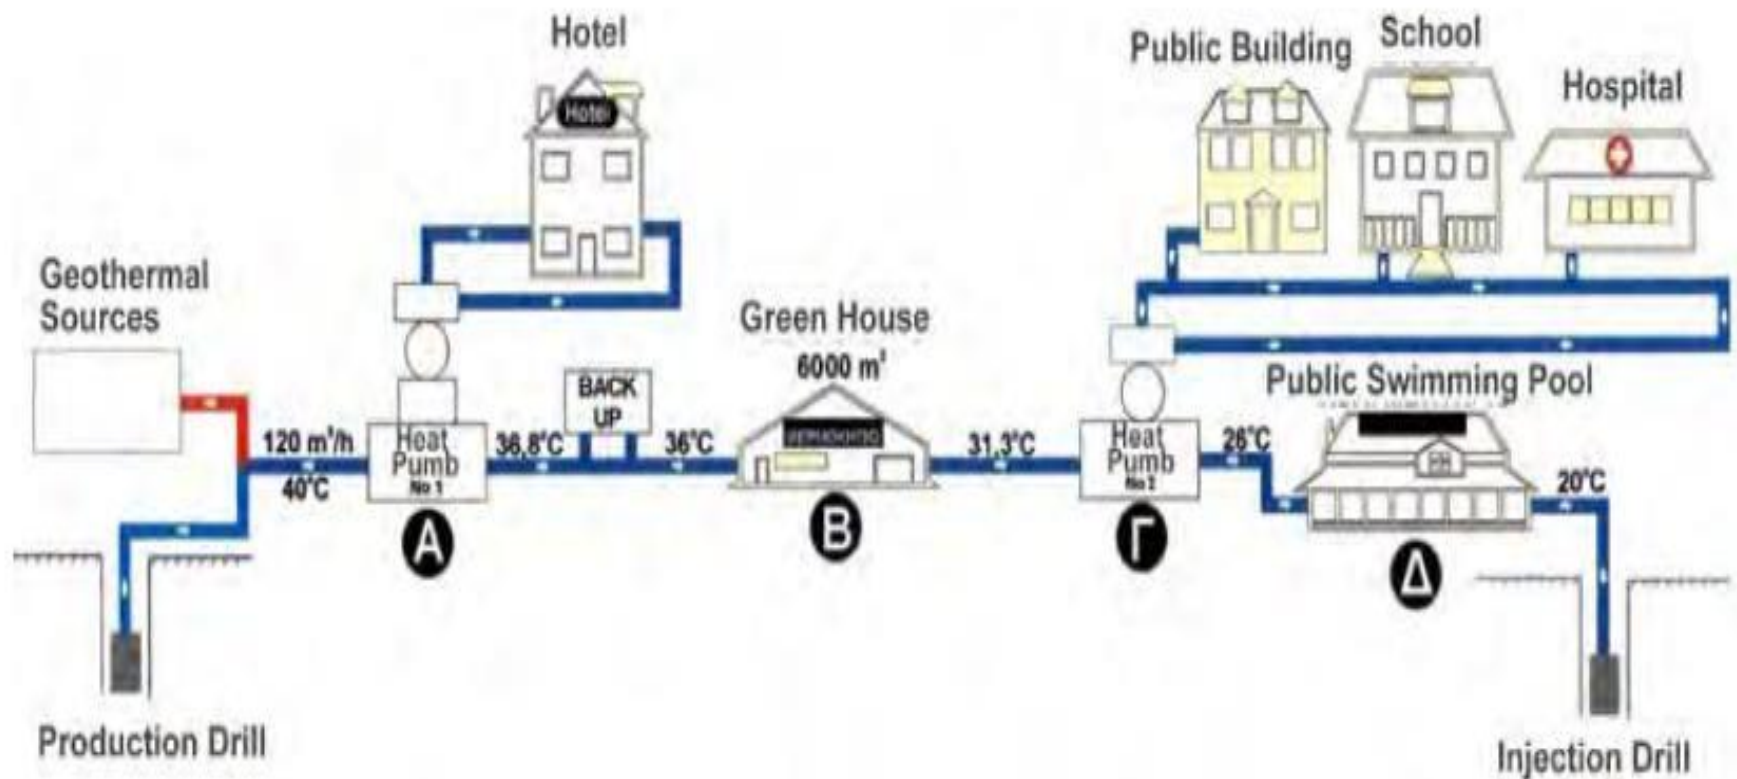 Hotel
Hotel
Public Building
School
Hospital
Geothermal
Sources
Green House
6000 m²
Public Swimming Pool
BACK
UP
120 m³/h
40°C
Heat
Pumb
No 1
36,8°C
36°C
31,3°C
Heat
Pumb
No 2
26°C
20°C
A
B
Γ
Δ
Production Drill
Injection Drill